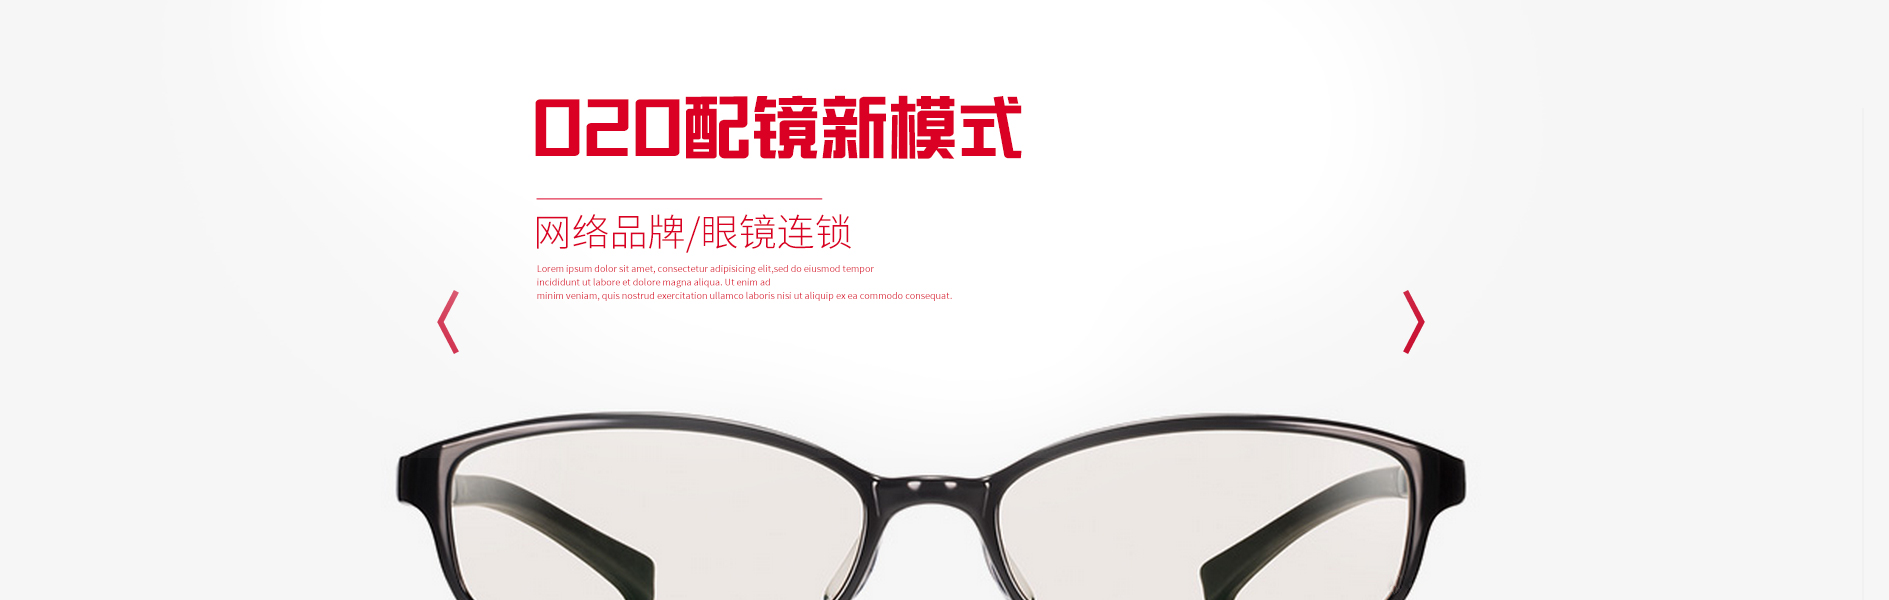 O2O配镜新模式
网络品牌/眼镜连锁
Lorem ipsum dolor sit amet, consectetur adipisicing elit,sed do eiusmod tempor
incididunt ut labore et dolore magna aliqua. Ut enim ad
minim veniam, quis nostrud exercitation ullamco laboris nisi ut aliquip ex ea commodo consequat.